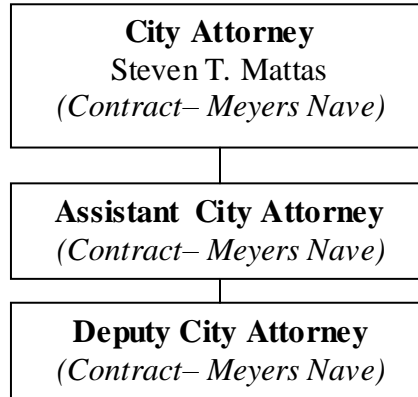 City Attorney
Steven T. Mattas
(Contract– Meyers Nave)
Assistant City Attorney
(Contract– Meyers Nave)
Deputy City Attorney
(Contract– Meyers Nave)